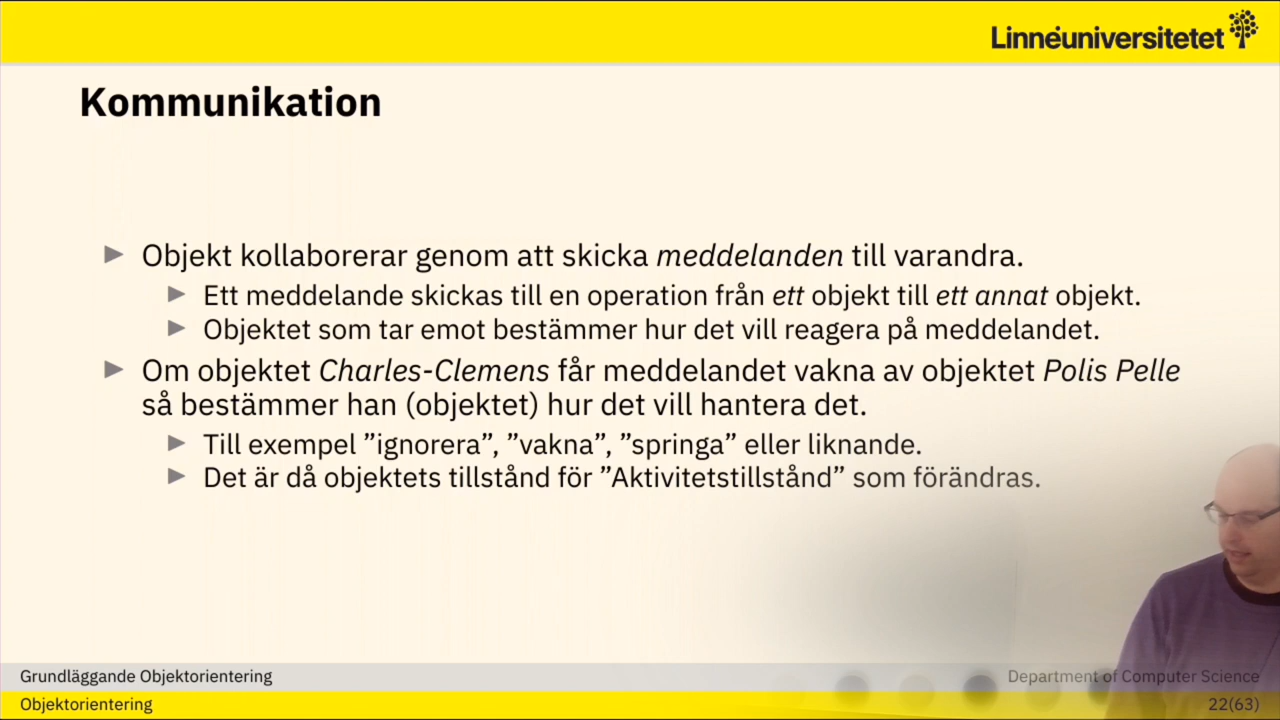 Linnéuniversitetet
Kommunikation
Objekt kollaborerar genom att skicka meddelanden till varandra.
Ett meddelande skickas till en operation från ett objekt till ett annat objekt.
Objektet som tar emot bestämmer hur det vill reagera på meddelandet.
Om objektet Charles-Clemens får meddelandet vakna av objektet Polis Pelle
så bestämmer han (objektet) hur det vill hantera det.
Till exempel ”ignorera”, ”vakna”, ”springa” eller liknande.
Det är då objektets tillstånd för ”Aktivitetstillstånd” som förändras.
Grundläggande Objektorientering
Department of Computer Science
Objektorientering
22(63)